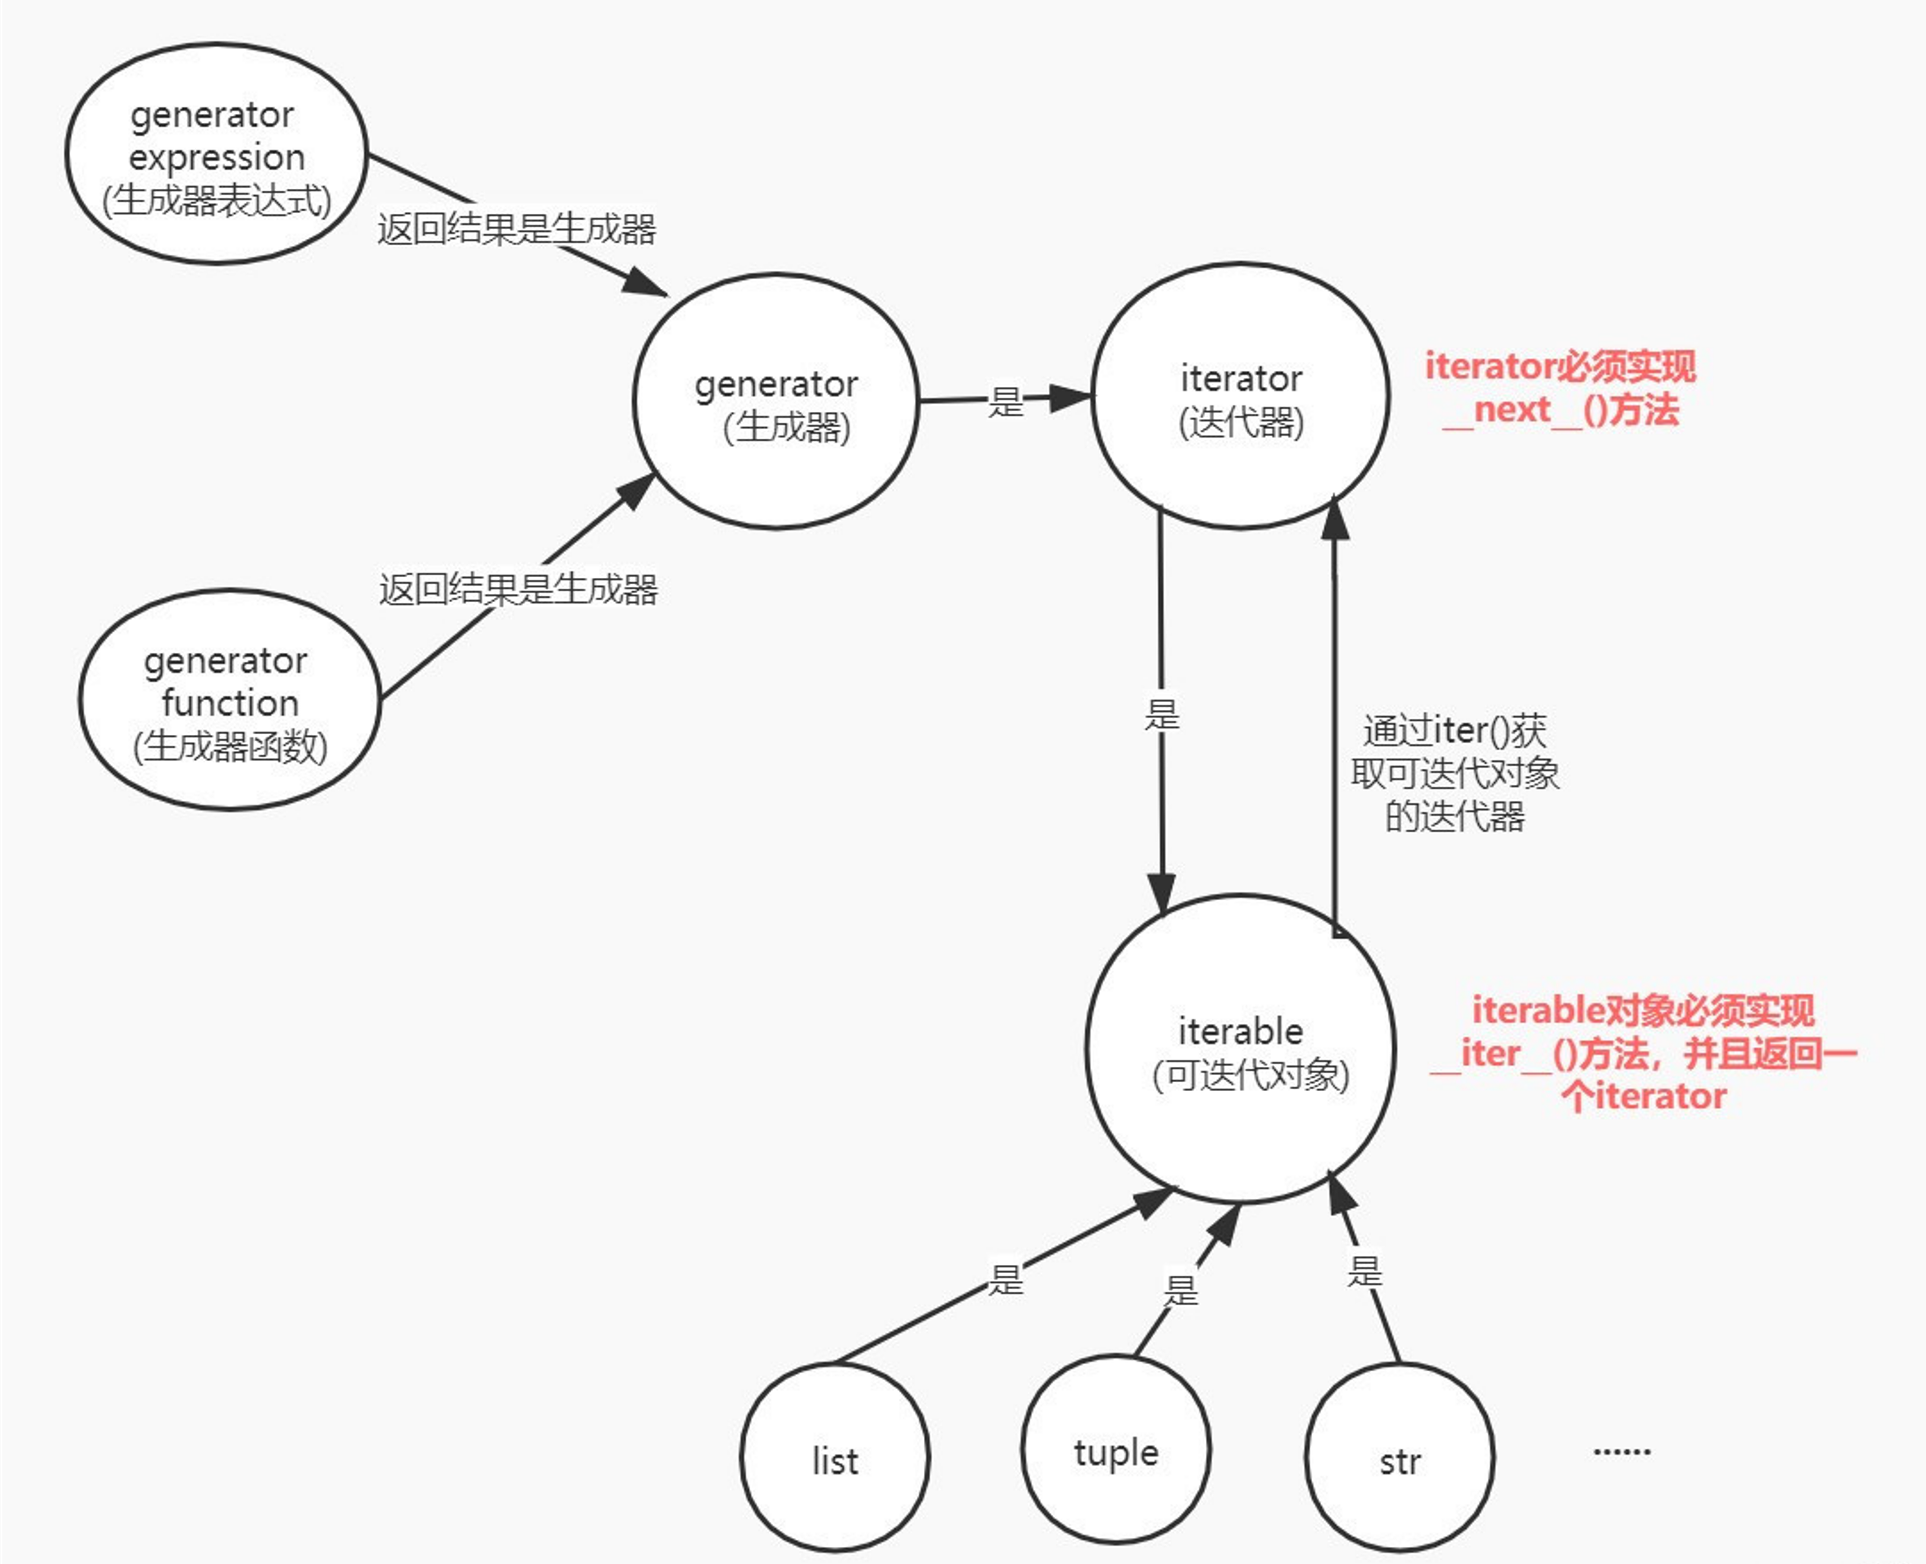 generator
expression
(生成器表达式)
返回结果是生成器
generator
(生成器)
是
iterator
(迭代器)
iterator必须实现
__next__()方法
返回结果是生成器
generator
function
(生成器函数)
是
通过iter()获
取可迭代对象
的迭代器
iterable
(可迭代对象)
iterable对象必须实现
__iter__()方法，并且返回一
个iterator
是
是
是
list
tuple
str
......